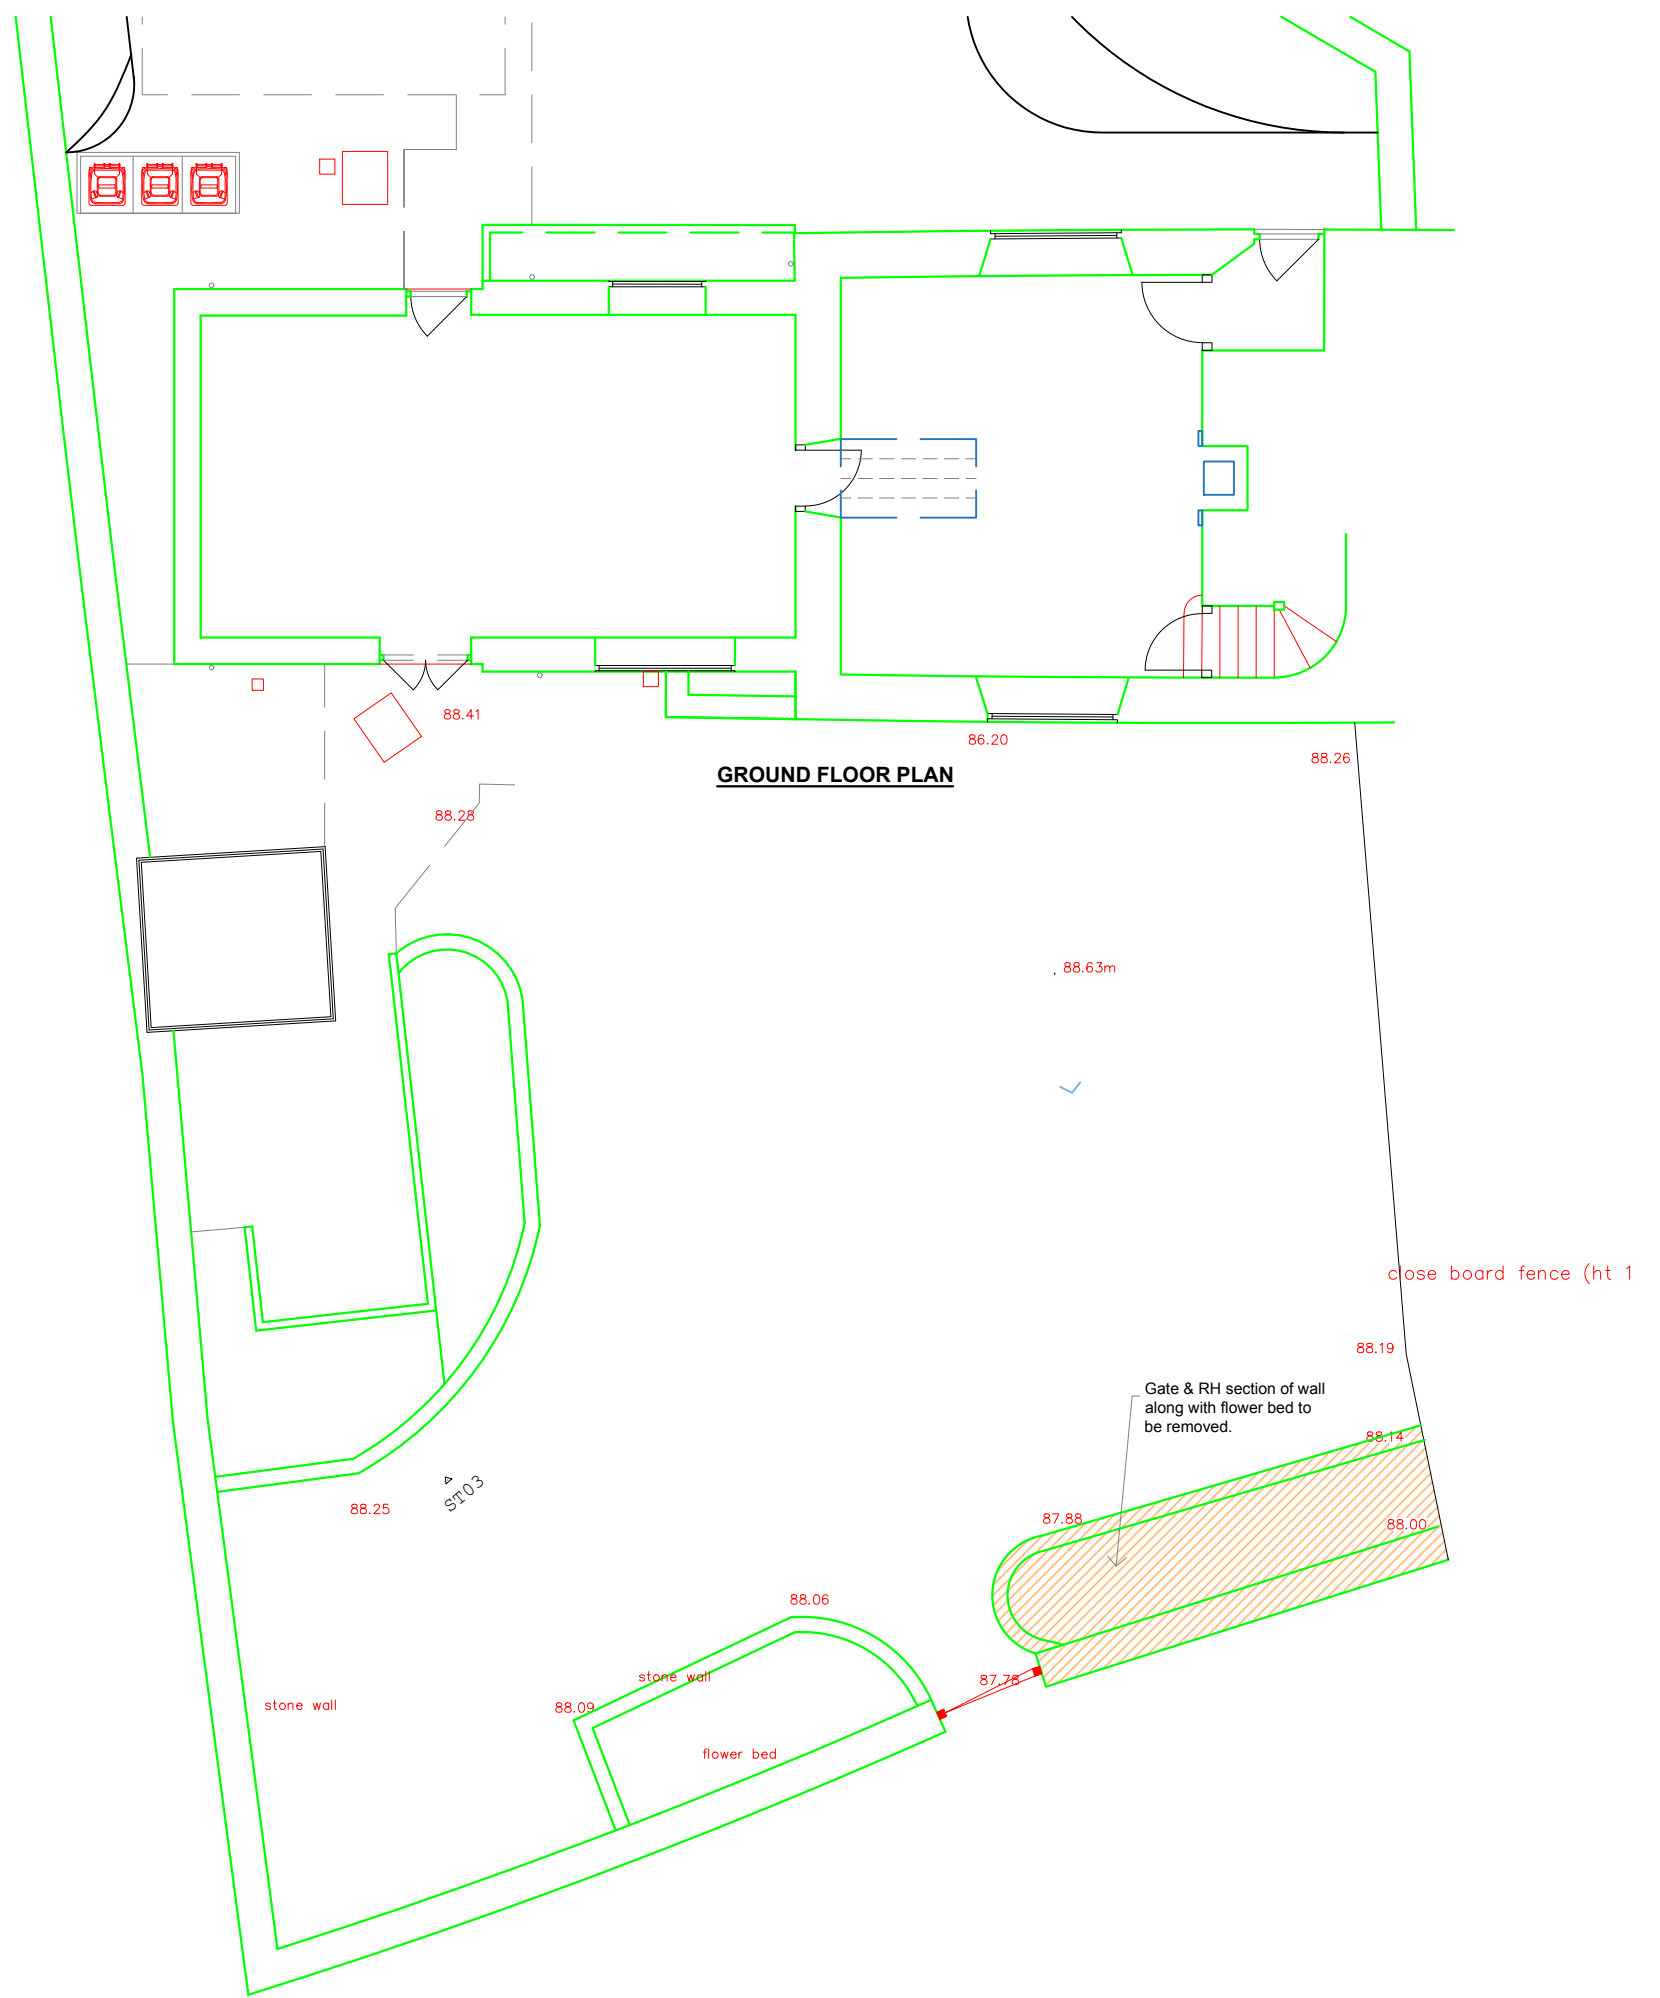 88.41
86.20
88.26
GROUND FLOOR PLAN
88.28
88.63m
close board fence (ht 1
88.19
Gate & RH section of wall
along with flower bed to
be removed.
88.14
ST03
88.25
87.88
88.00
88.06
stone wall
87.78
stone wall
88.09
flower bed